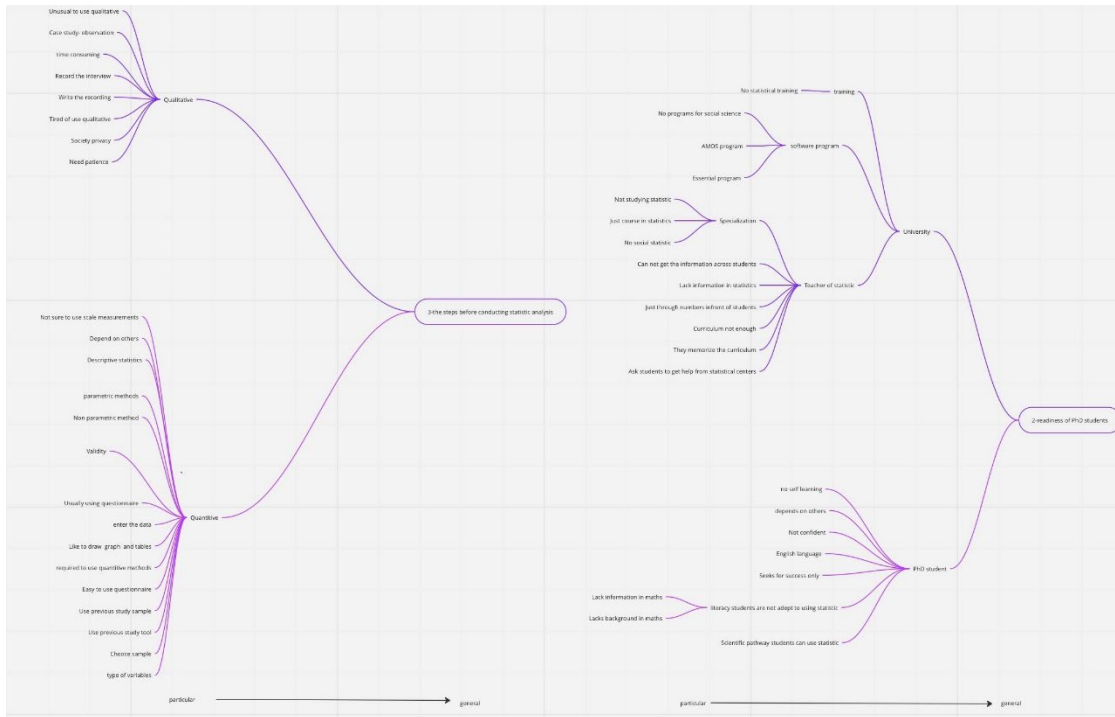 Unusual to use qualitative
Case study- observation
time consuming
Record the interview
Write the recording
Tired of use qualitative
Society privacy
Need patience
Qualitative
3-the steps before conducting statistic analysis
Not sure to use scale measurements
Depend on others
Descriptive statistics
parametric methods
Non parametric method
Validity
Usually using questionnaire
enter the data
Like to draw graph and tables
required to use quantitive methods
Easy to use questionnaire
Use previous study sample
Use previous study tool
Choose sample
type of variables
Quantitive
particular
general
No statistical training
training
No programs for social science
AMOS program
Essential program
software program
Not studying statistic
Just course in statistics
No social statistic
Specialization
Can not get the information across students
Lack information in statistics
Just through numbers infront of students
Curriculum not enough
They memorize the curriculum
Ask students to get help from statistical centers
Teacher of statistic
University
2-readiness of PhD students
no self learning
depends on others
Not confident
English language
Seeks for success only
Lack information in maths
Lacks background in maths
literacy students are not adept to using statistic
Scientific pathway students can use statistic
PhD student
particular
general